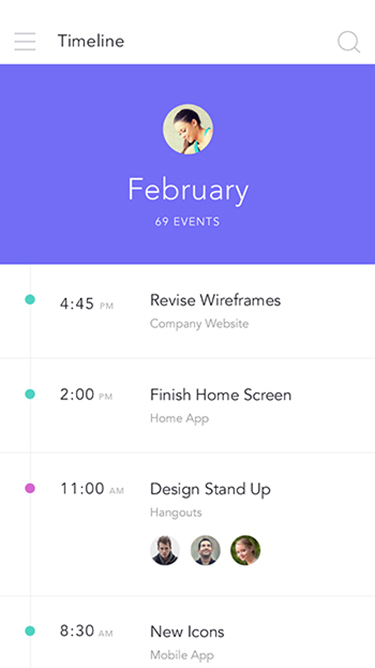 Timeline
February
69 EVENTS
4:45 PM
Revise Wireframes
Company Website
2:00 PM
Finish Home Screen
Home App
11:00 AM
Design Stand Up
Hangouts
8:30 AM
New Icons
Mobile App